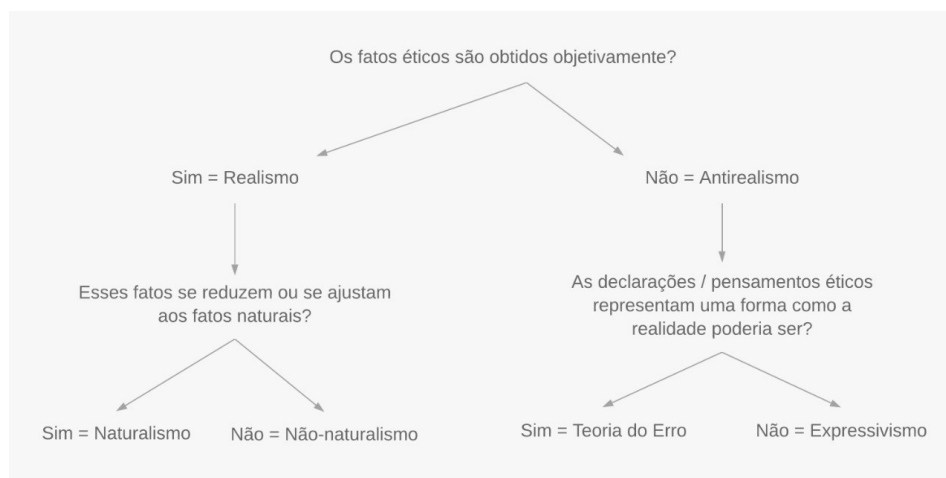 Os fatos éticos são obtidos objetivamente?
Sim = Realismo
Não = Antirealismo
Esses fatos se reduzem ou se ajustam
aos fatos naturais?
As declarações / pensamentos éticos
representam uma forma como a
realidade poderia ser?
Sim = Naturalismo
Não = Não-naturalismo
Sim = Teoria do Erro
Não = Expressivismo